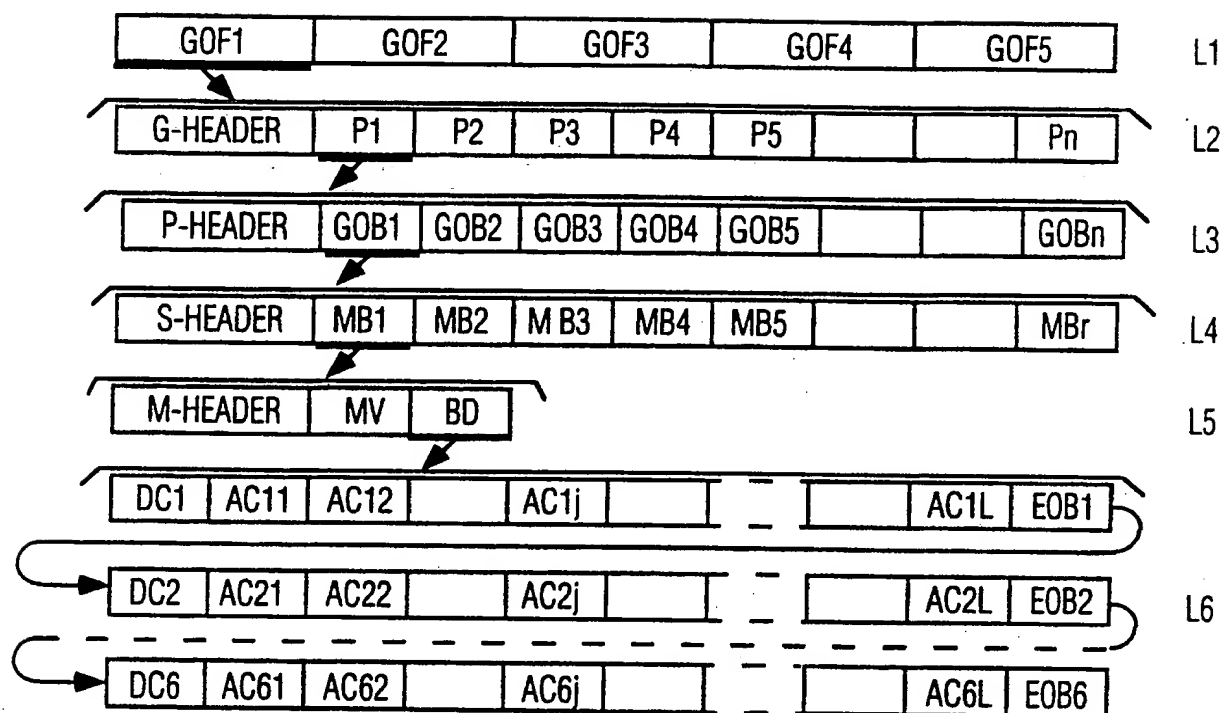 GOF1 GOF2 GOF3 GOF4 GOF5 L1
G-HEADER P1 P2 P3 P4 P5 Pn L2
P-HEADER GOB1 GOB2 GOB3 GOB4 GOB5 GOBn L3
S-HEADER MB1 MB2 M B3 MB4 MB5 MBr L4
M-HEADER MV BD L5
DC1 AC11 AC12 AC1j AC1L EOB1
DC2 AC21 AC22 AC2j AC2L EOB2 L6
DC6 AC61 AC62 AC6j AC6L EOB6